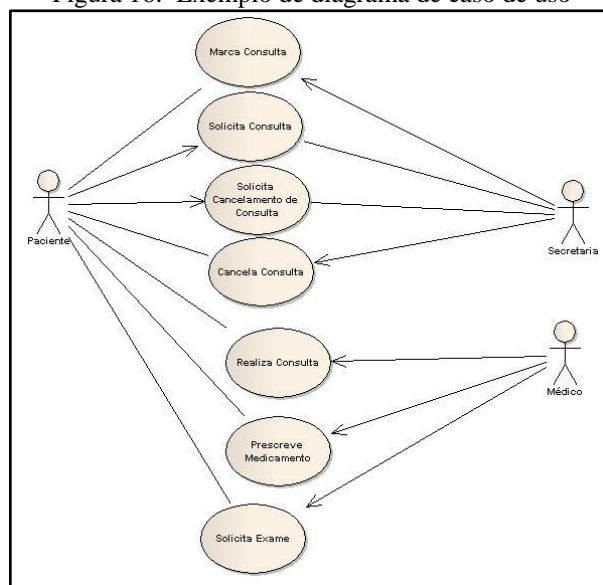 Figura 18: Exemplo de diagrama de caso de uso
Marca Consulta
Solicita Consulta
Solicita
Cancelamento de
Consulta
Paciente
Secretaria
Cancela Consulta
Realiza Consulta
Médico
Prescreve
Medicamento
Solicita Exame